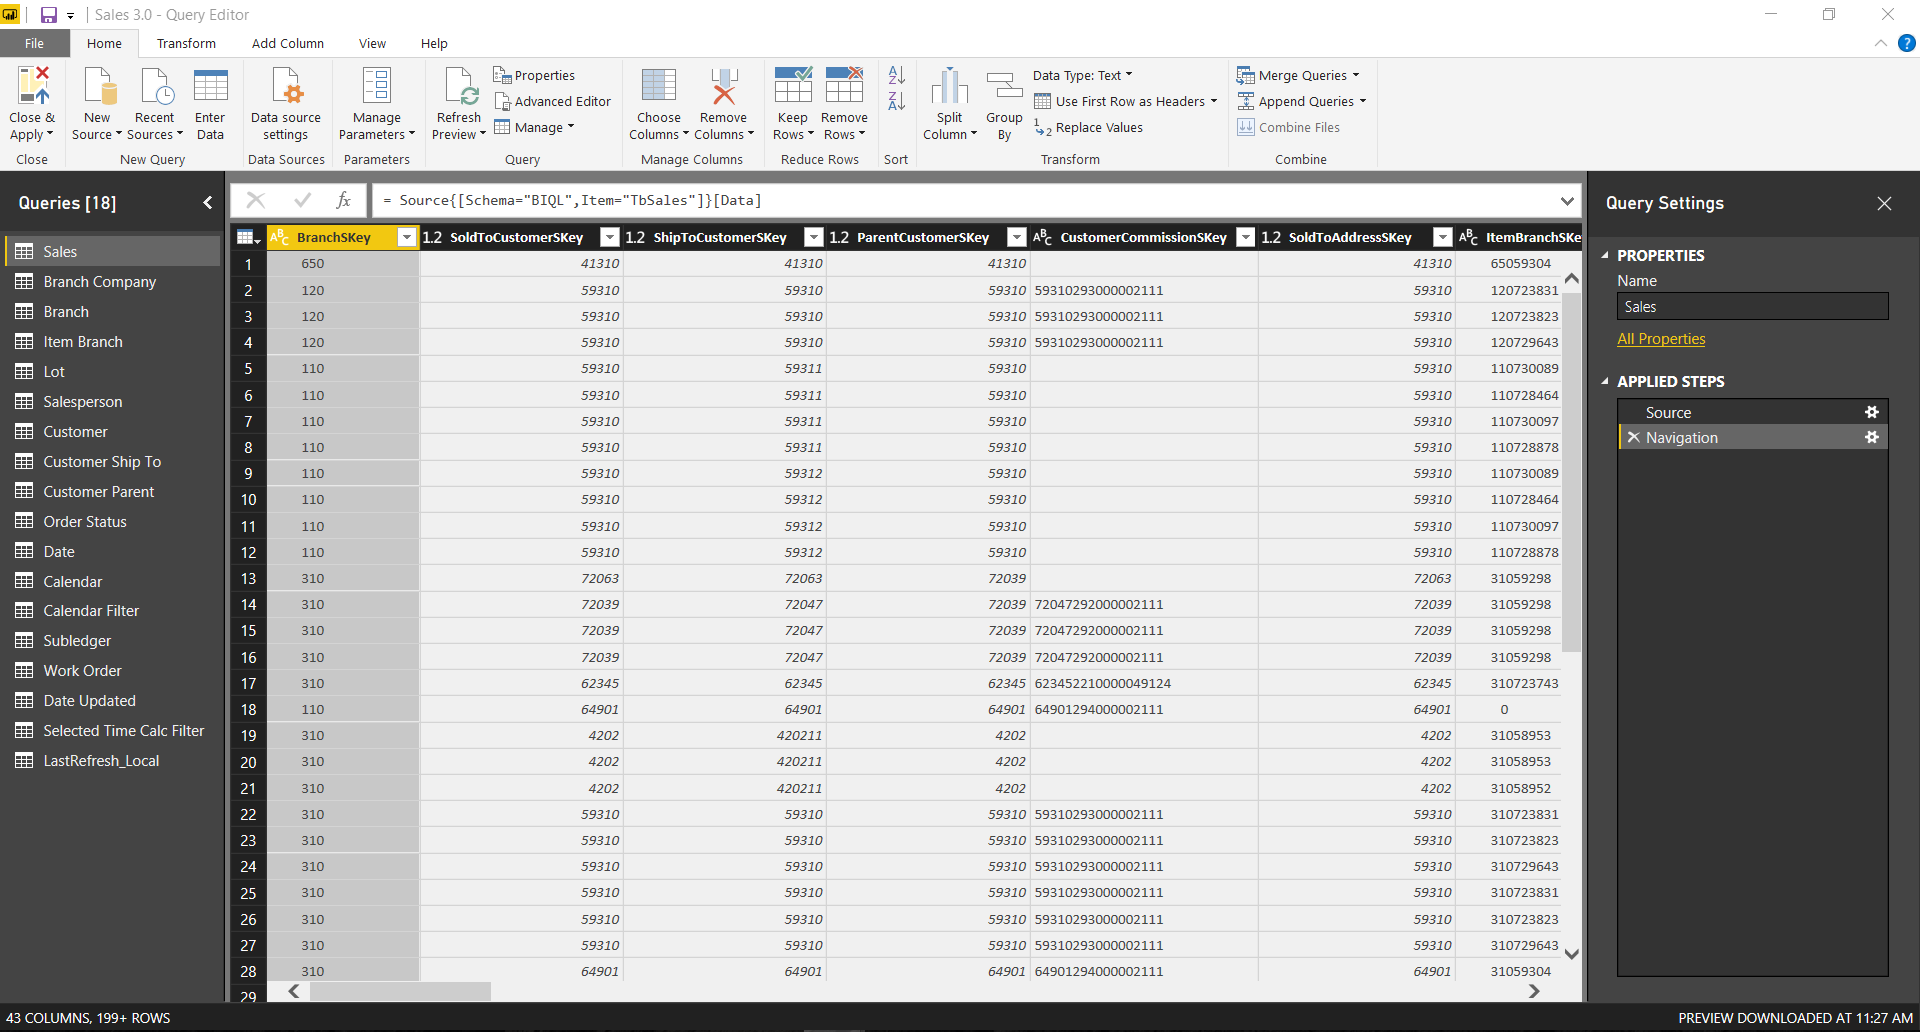 Sales 3.0 - Query Editor
File Home Transform Add Column View Help
Close & Apply
New Source
Recent Sources
Enter Data
Data source settings
Manage Parameters
Refresh Preview
Properties
Advanced Editor
Manage
Choose Columns
Remove Columns
Keep Rows
Remove Rows
Split Column
Group By
Data Type: Text
Use First Row as Headers
Replace Values
Merge Queries
Append Queries
Combine Files
Close New Query Data Sources Parameters Query Manage Columns Reduce Rows Sort Transform Combine
Queries [18]
Sales
Branch Company
Branch
Item Branch
Lot
Salesperson
Customer
Customer Ship To
Customer Parent
Order Status
Date
Calendar
Calendar Filter
Subledger
Work Order
Date Updated
Selected Time Calc Filter
LastRefresh_Local
fx = Source{[Schema="BIQL",Item="TbSales"]}[Data]
ABC BranchSKey 1.2 SoldToCustomerSKey 1.2 ShipToCustomerSKey 1.2 ParentCustomerSKey ABC CustomerCommissionSKey 1.2 SoldToAddressSKey ABC ItemBranchSKe
1 650 41310 41310 41310 41310 65059304
2 120 59310 59310 59310 59310293000002111 59310 120723831
3 120 59310 59310 59310 59310293000002111 59310 120723823
4 120 59310 59310 59310 59310293000002111 59310 120729643
5 110 59310 59311 59310 59310 110730089
6 110 59310 59311 59310 59310 110728464
7 110 59310 59311 59310 59310 110730097
8 110 59310 59311 59310 59310 110728878
9 110 59310 59312 59310 59310 110730089
10 110 59310 59312 59310 59310 110728464
11 110 59310 59312 59310 59310 110730097
12 110 59310 59312 59310 59310 110728878
13 310 72063 72063 72039 72063 31059298
14 310 72039 72047 72039 72047292000002111 72039 31059298
15 310 72039 72047 72039 72047292000002111 72039 31059298
16 310 72039 72047 72039 72047292000002111 72039 31059298
17 310 62345 62345 62345 623452210000049124 62345 310723743
18 110 64901 64901 64901 64901294000002111 64901 0
19 310 4202 420211 4202 4202 31058953
20 310 4202 420211 4202 4202 31058953
21 310 4202 420211 4202 4202 31058952
22 310 59310 59310 59310 59310293000002111 59310 310723831
23 310 59310 59310 59310 59310293000002111 59310 310723823
24 310 59310 59310 59310 59310293000002111 59310 310729643
25 310 59310 59310 59310 59310293000002111 59310 310723831
26 310 59310 59310 59310 59310293000002111 59310 310723823
27 310 59310 59310 59310 59310293000002111 59310 310729643
28 310 64901 64901 64901 64901294000002111 64901 31059304
29
Query Settings
PROPERTIES
Name
Sales
All Properties
APPLIED STEPS
Source
Navigation
43 COLUMNS, 199+ ROWS
PREVIEW DOWNLOADED AT 11:27 AM